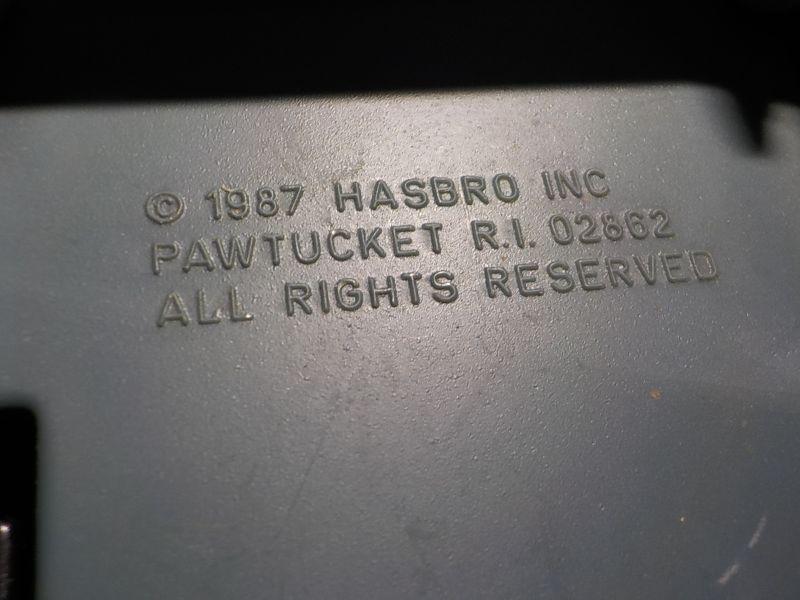 © 1987 HASBRO INC
PAWTUCKET R.I. 02862
ALL RIGHTS RESERVED